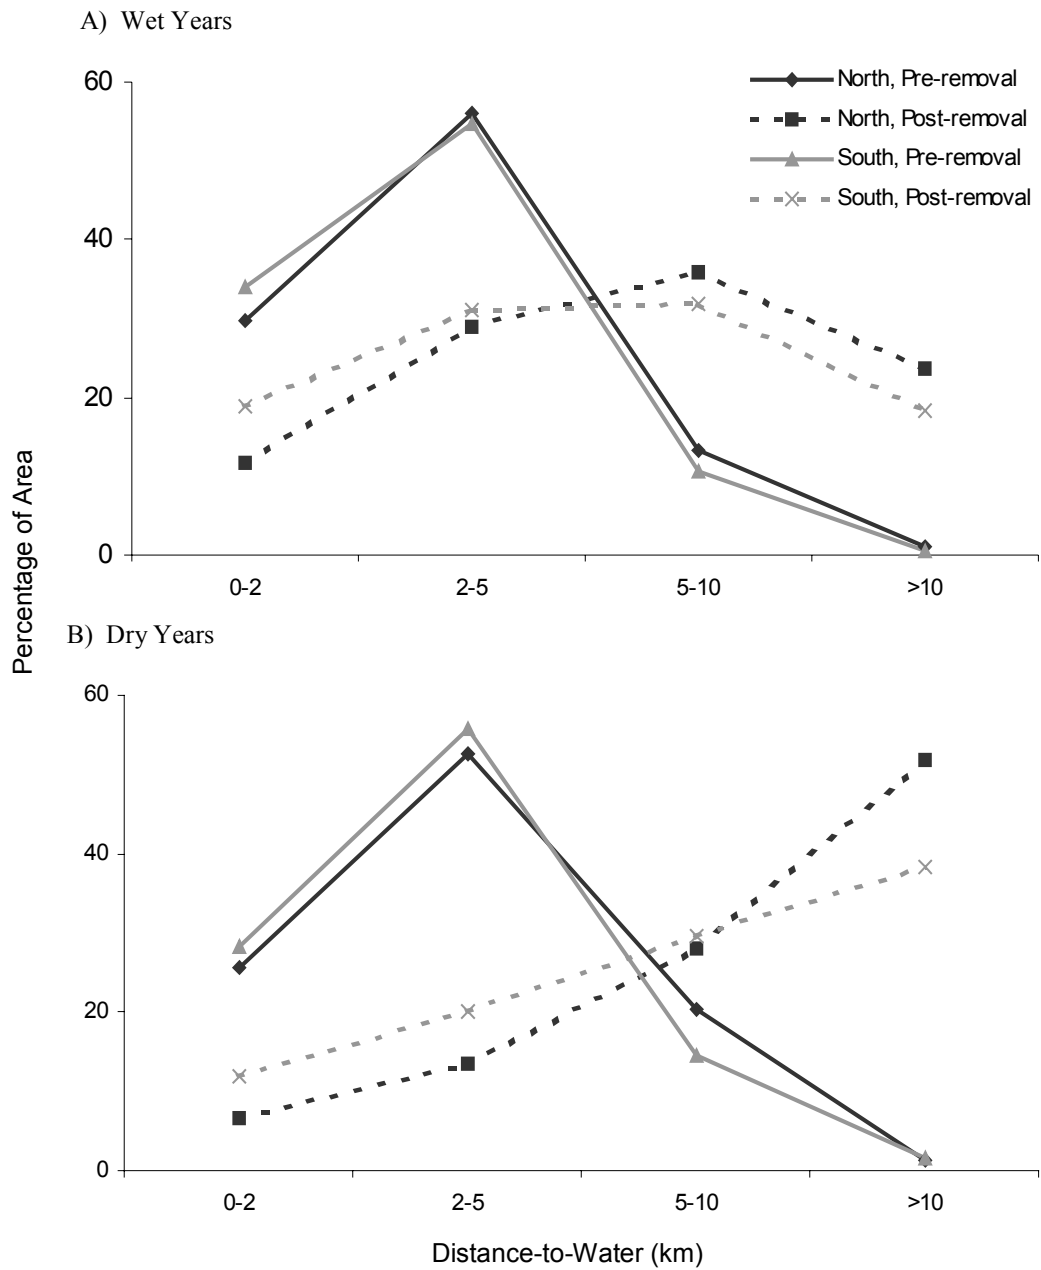 A) Wet Years
60
40
20
0
North, Pre-removal
North, Post-removal
South, Pre-removal
South, Post-removal
0-2 2-5 5-10 >10
Percentage of Area
B) Dry Years
60
40
20
0
0-2 2-5 5-10 >10
Distance-to-Water (km)